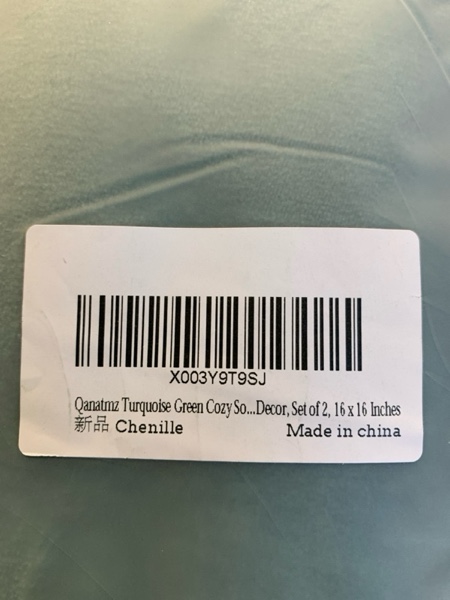 X003Y9T9SJ
Qanatmz Turquoise Green Cozy So...Decor, Set of 2, 16 x 16 Inches
新品 Chenille Made in china